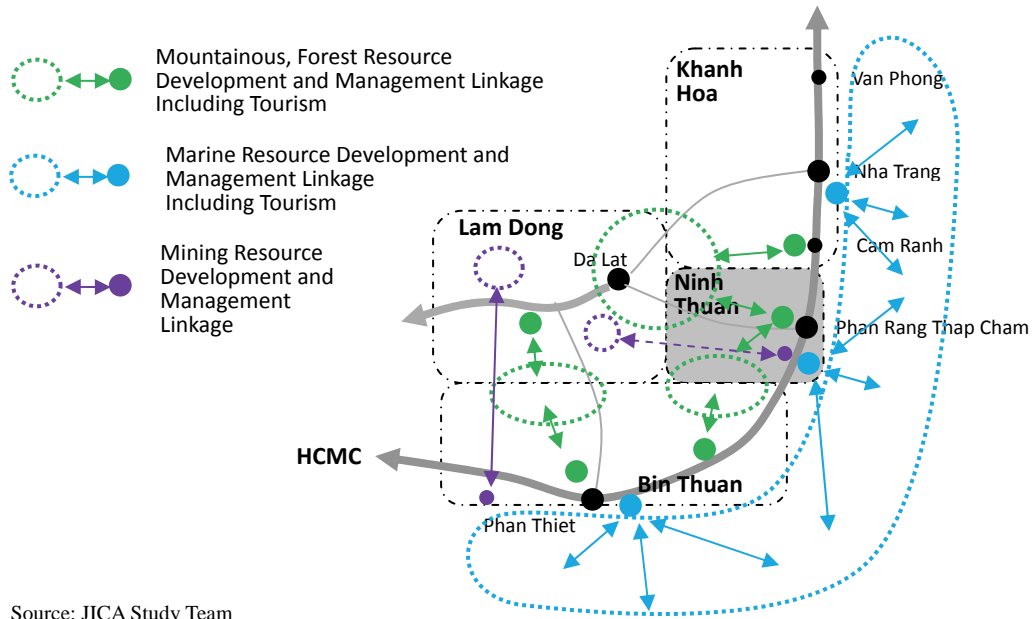 Mountainous, Forest Resource
Development and Management Linkage
Including Tourism
Marine Resource Development and
Management Linkage
Including Tourism
Mining Resource
Development and
Management
Linkage
Khanh
Hoa
Van Phong
Nha Trang
Lam Dong
Cam Ranh
Da Lat
Ninh
Thuan
Phan Rang Thap Cham
HCMC
Bin Thuan
Phan Thiet
Source: JICA Study Team